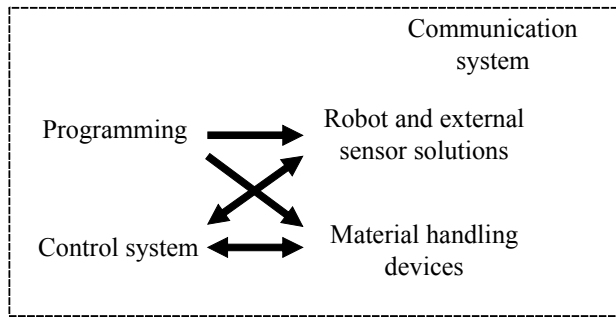 Communication
system
Programming
Robot and external
sensor solutions
Control system
Material handling
devices